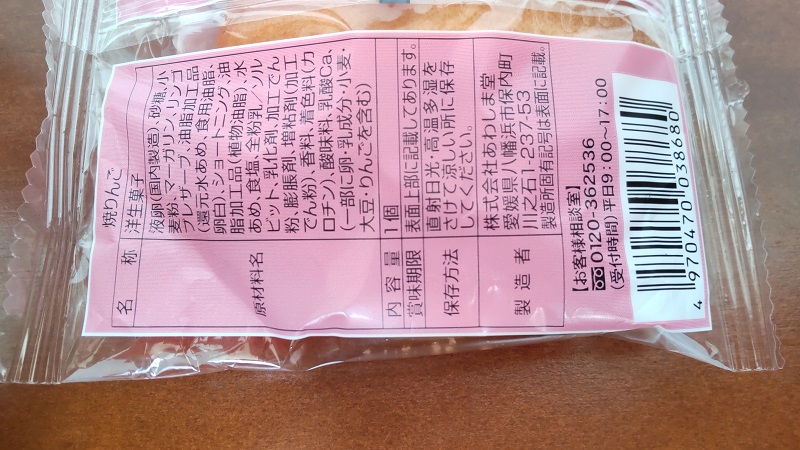 焼りんご
名称 洋生菓子
原材料名 液卵(国内製造)、砂糖、小
麦粉、マーガリン、リンゴ
プレザーブ、油脂加工品
(還元水あめ、食用油脂、
卵白)、ショートニング、油
脂加工品(植物油脂)、水
あめ、食塩、全粉乳/ソル
ビット、乳化剤、加工でん
粉、膨脹剤、増粘剤(加工
でん粉)、香料、着色料(カ
ロチン)、酸味料、乳酸Ca、
(一部に卵・乳成分・小麦・
大豆・りんごを含む)
内容量 1個
賞味期限 表面上部に記載してあります。
保存方法 直射日光・高温多湿を
さけて涼しい所に保存
してください。
製造者 株式会社あわしま堂
愛媛県八幡浜市保内町
川之石1-237-53
製造所固有記号は表面に記載。
【お客様相談室】
0120-362536
(受付時間)平日9:00~17:00
4 970470 038680